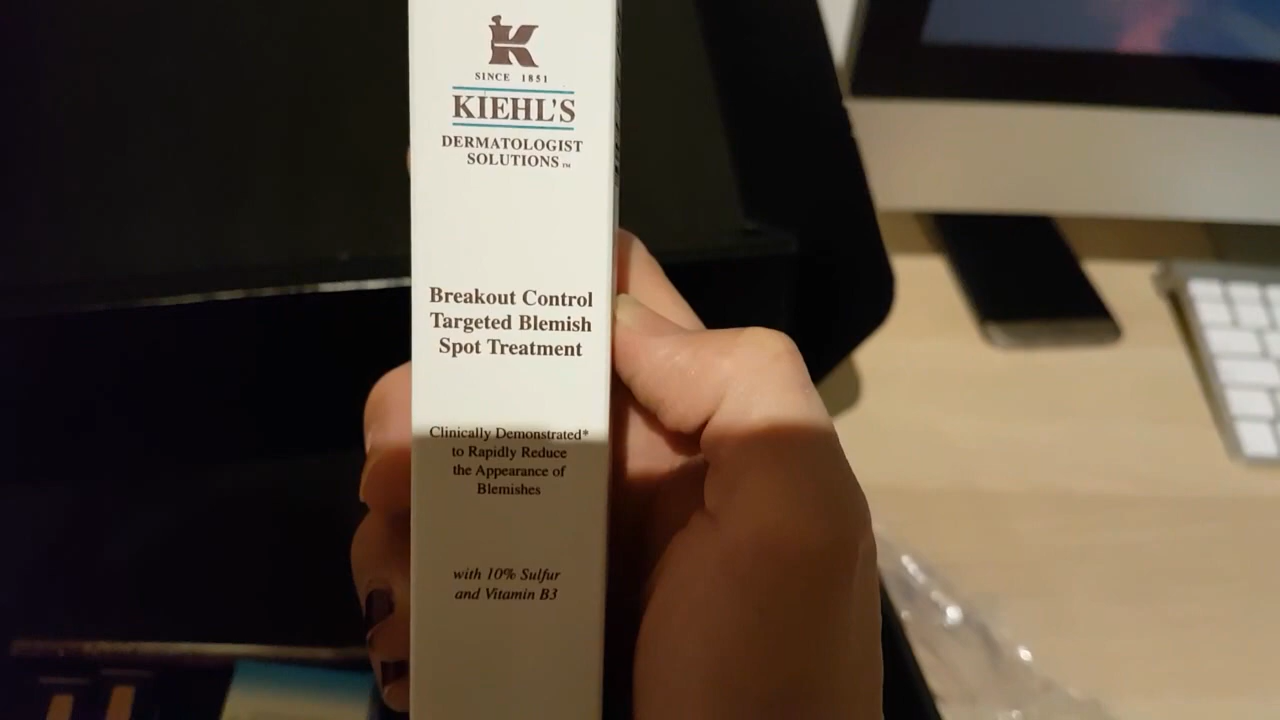 K
SINCE 1851
KIEHL'S
DERMATOLOGIST
SOLUTIONS™
Breakout Control
Targeted Blemish
Spot Treatment
Clinically Demonstrated*
to Rapidly Reduce
the Appearance of
Blemishes
with 10% Sulfur
and Vitamin B3